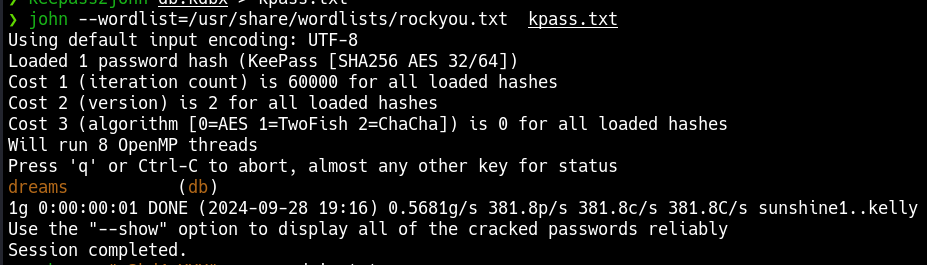 keepass2john db.kdbx > kpass.txt
❯ john --wordlist=/usr/share/wordlists/rockyou.txt  kpass.txt
Using default input encoding: UTF-8
Loaded 1 password hash (KeePass [SHA256 AES 32/64])
Cost 1 (iteration count) is 60000 for all loaded hashes
Cost 2 (version) is 2 for all loaded hashes
Cost 3 (algorithm [0=AES 1=TwoFish 2=ChaCha]) is 0 for all loaded hashes
Will run 8 OpenMP threads
Press 'q' or Ctrl-C to abort, almost any other key for status
dreams           (db)
1g 0:00:00:01 DONE (2024-09-28 19:16) 0.5681g/s 381.8p/s 381.8c/s 381.8C/s sunshine1..kelly
Use the "--show" option to display all of the cracked passwords reliably
Session completed.